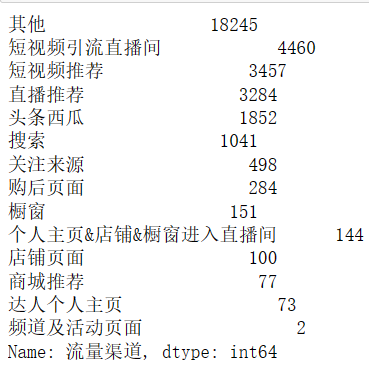 其他 18245
短视频引流直播间 4460
短视频推荐 3457
直播推荐 3284
头条西瓜 1852
搜索 1041
关注来源 498
购后页面 284
橱窗 151
个人主页&店铺&橱窗进入直播间 144
店铺页面 100
商城推荐 77
达人个人主页 73
频道及活动页面 2
Name: 流量渠道, dtype: int64